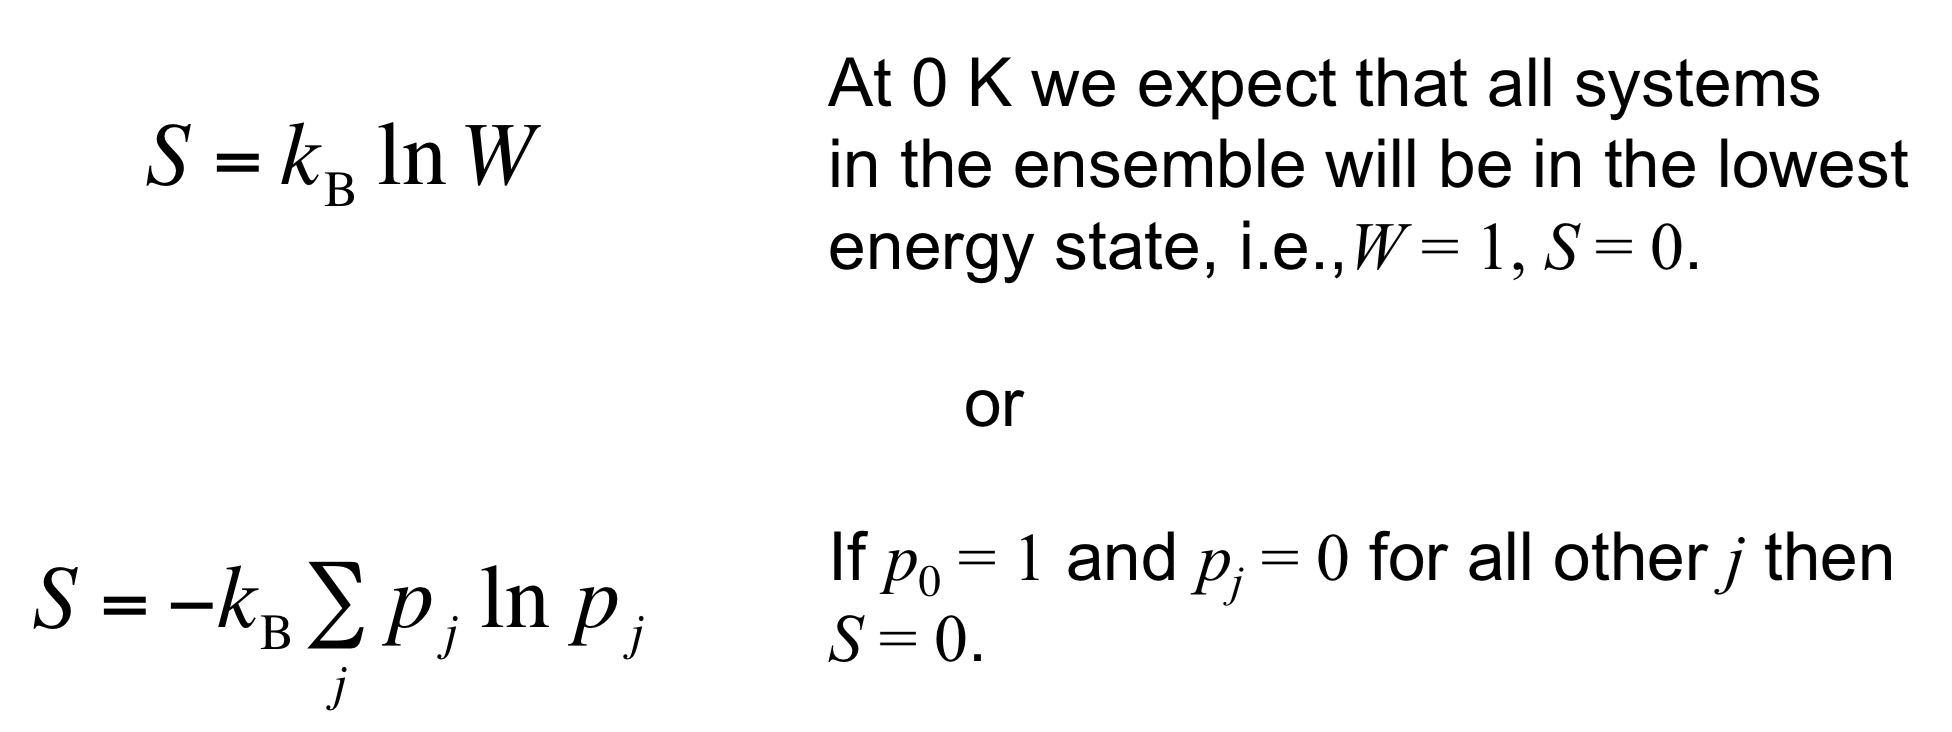 S = k_B ln W
At 0 K we expect that all systems
in the ensemble will be in the lowest
energy state, i.e., W = 1, S = 0.
or
S = −k_B ∑_j p_j ln p_j
If p_0 = 1 and p_j = 0 for all other j then
S = 0.